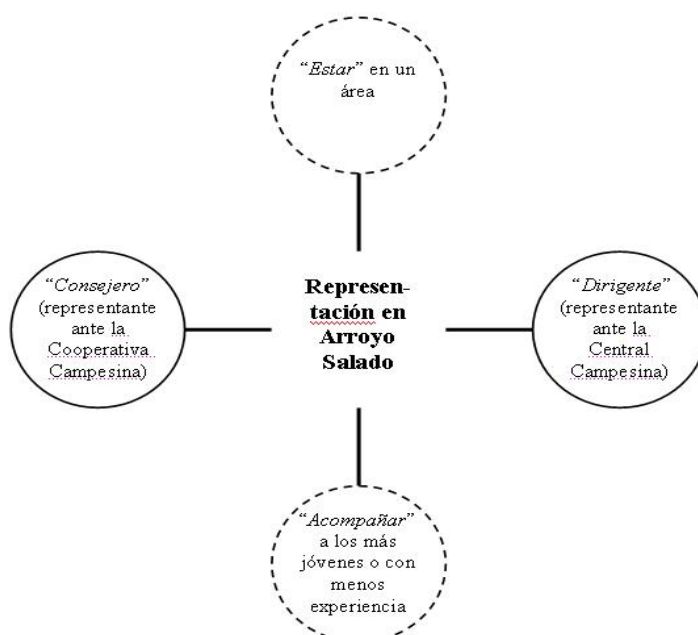 “Estar” en un
área
“Consejero”
(representante
ante la
Cooperativa
Campesina)
Represen-
tación en
Arroyo
Salado
“Dirigente”
(representante
ante la
Central
Campesina)
“Acompañar”
a los más
jóvenes o con
menos
experiencia